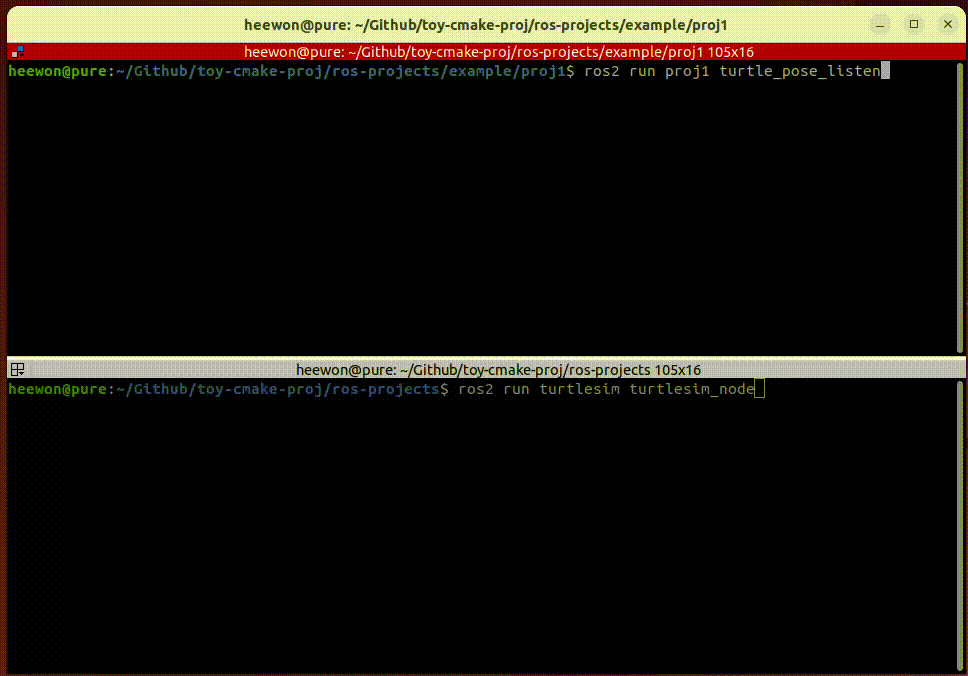 heewon@pure: ~/Github/toy-cmake-proj/ros-projects/example/proj1
heewon@pure: ~/Github/toy-cmake-proj/ros-projects/example/proj1 105x16
heewon@pure:~/Github/toy-cmake-proj/ros-projects/example/proj1$ ros2 run proj1 turtle_pose_listen
heewon@pure: ~/Github/toy-cmake-proj/ros-projects 105x16
heewon@pure:~/Github/toy-cmake-proj/ros-projects$ ros2 run turtlesim turtlesim_node